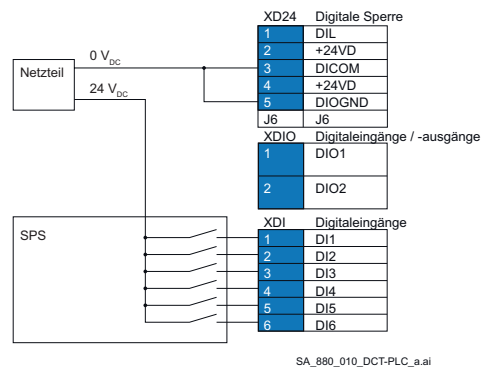 XD24 Digitale Sperre
1 DIL
2 +24VD
3 DICOM
4 +24VD
5 DIOGND
J6 J6
XDIO Digitaleingänge / -ausgänge
1 DIO1
2 DIO2
XDI Digitaleingänge
1 DI1
2 DI2
3 DI3
4 DI4
5 DI5
6 DI6
Netzteil
0 VDC
24 VDC
SPS
SA_880_010_DCT-PLC_a.ai